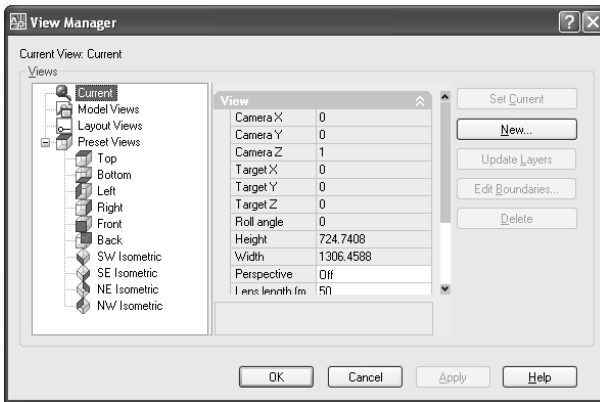 View Manager
Current View: Current
Views
Current
Model Views
Layout Views
Preset Views
Top
Bottom
Left
Right
Front
Back
SW Isometric
SE Isometric
NE Isometric
NW Isometric
View
Camera X 0
Camera Y 0
Camera Z 1
Target X 0
Target Y 0
Target Z 0
Roll angle 0
Height 724.7408
Width 1306.4588
Perspective Off
Lens length (m 50
Set Current
New...
Update Layers
Edit Boundaries...
Delete
OK Cancel Apply Help